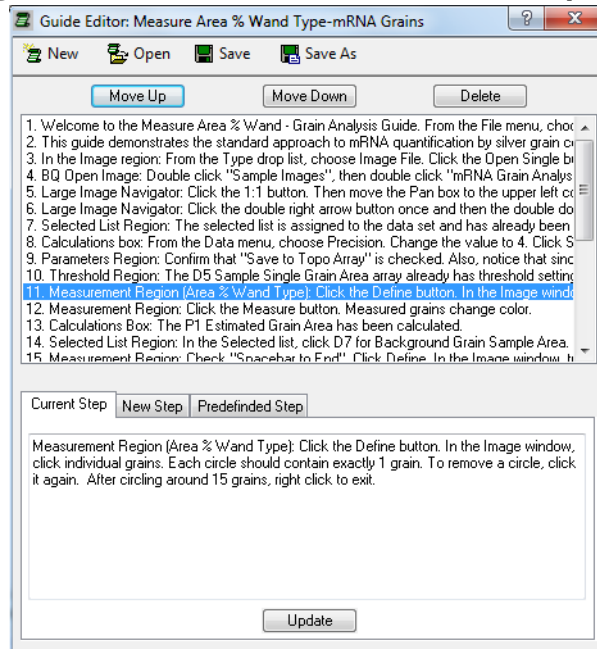 Guide Editor: Measure Area % Wand Type-mRNA Grains
New Open Save Save As
Move Up Move Down Delete
1. Welcome to the Measure Area % Wand - Grain Analysis Guide. From the File menu, choo
2. This guide demonstrates the standard approach to mRNA quantification by silver grain co
3. In the Image region: From the Type drop list, choose Image File. Click the Open Single bu
4. BQ Open Image: Double click "Sample Images", then double click "mRNA Grain Analys
5. Large Image Navigator: Click the 1:1 button. Then move the Pan box to the upper left co
6. Large Image Navigator: Click the double right arrow button once and then the double do
7. Selected List Region: The selected list is assigned to the data set and has already been
8. Calculations box: From the Data menu, choose Precision. Change the value to 4. Click S
9. Parameters Region: Confirm that "Save to Topo Array" is checked. Also, notice that sinc
10. Threshold Region: The D5 Sample Single Grain Area array already has threshold setting
11. Measurement Region (Area % Wand Type): Click the Define button. In the Image windo
12. Measurement Region: Click the Measure button. Measured grains change color.
13. Calculations Box: The P1 Estimated Grain Area has been calculated.
14. Selected List Region: In the Selected list, click D7 for Background Grain Sample Area.
15. Measurement Region: Check "Spacebar to End". Click Define. In the Image window, t
Current Step New Step Predefinded Step
Measurement Region (Area % Wand Type): Click the Define button. In the Image window,
click individual grains. Each circle should contain exactly 1 grain. To remove a circle, click
it again. After circling around 15 grains, right click to exit.
Update